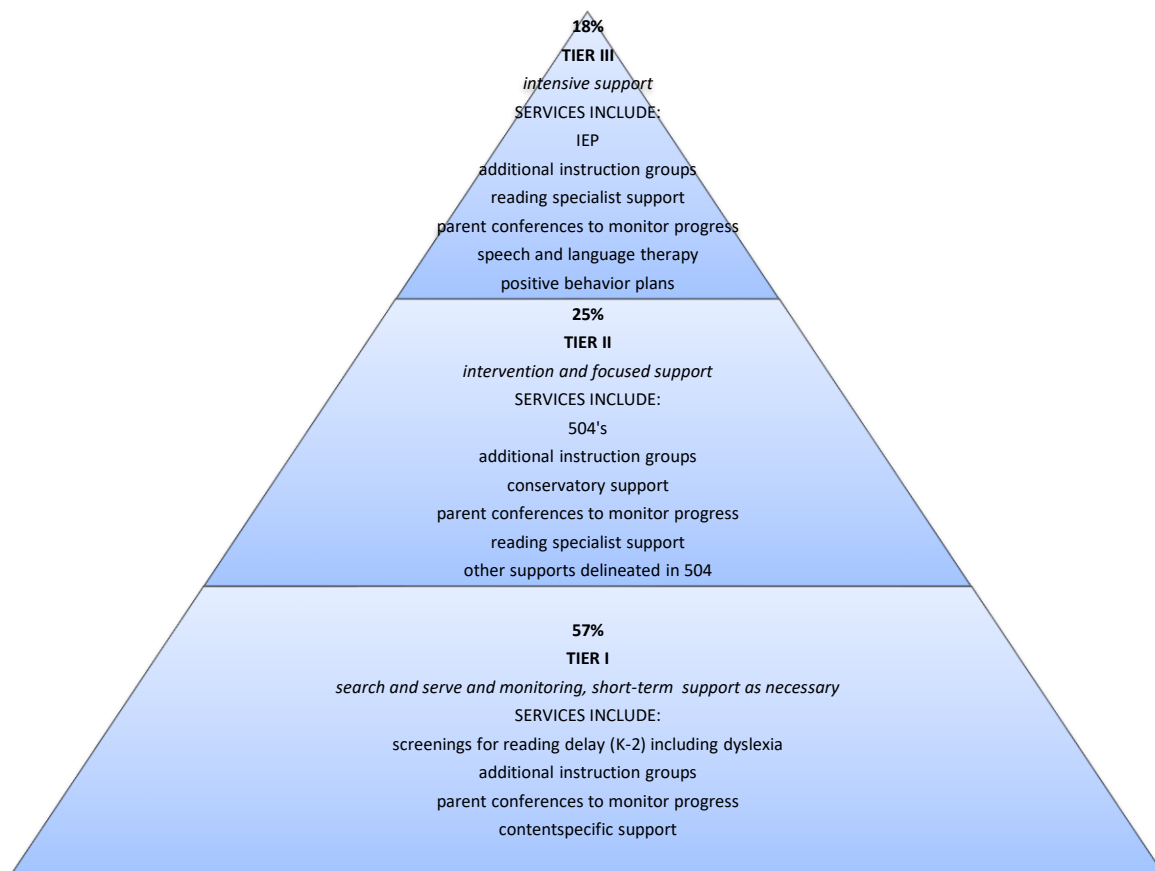 18%
TIER III
intensive support
SERVICES INCLUDE:
IEP
additional instruction groups
reading specialist support
parent conferences to monitor progress
speech and language therapy
positive behavior plans
25%
TIER II
intervention and focused support
SERVICES INCLUDE:
504's
additional instruction groups
conservatory support
parent conferences to monitor progress
reading specialist support
other supports delineated in 504
57%
TIER I
search and serve and monitoring, short-term  support as necessary
SERVICES INCLUDE:
screenings for reading delay (K-2) including dyslexia
additional instruction groups
parent conferences to monitor progress
contentspecific support